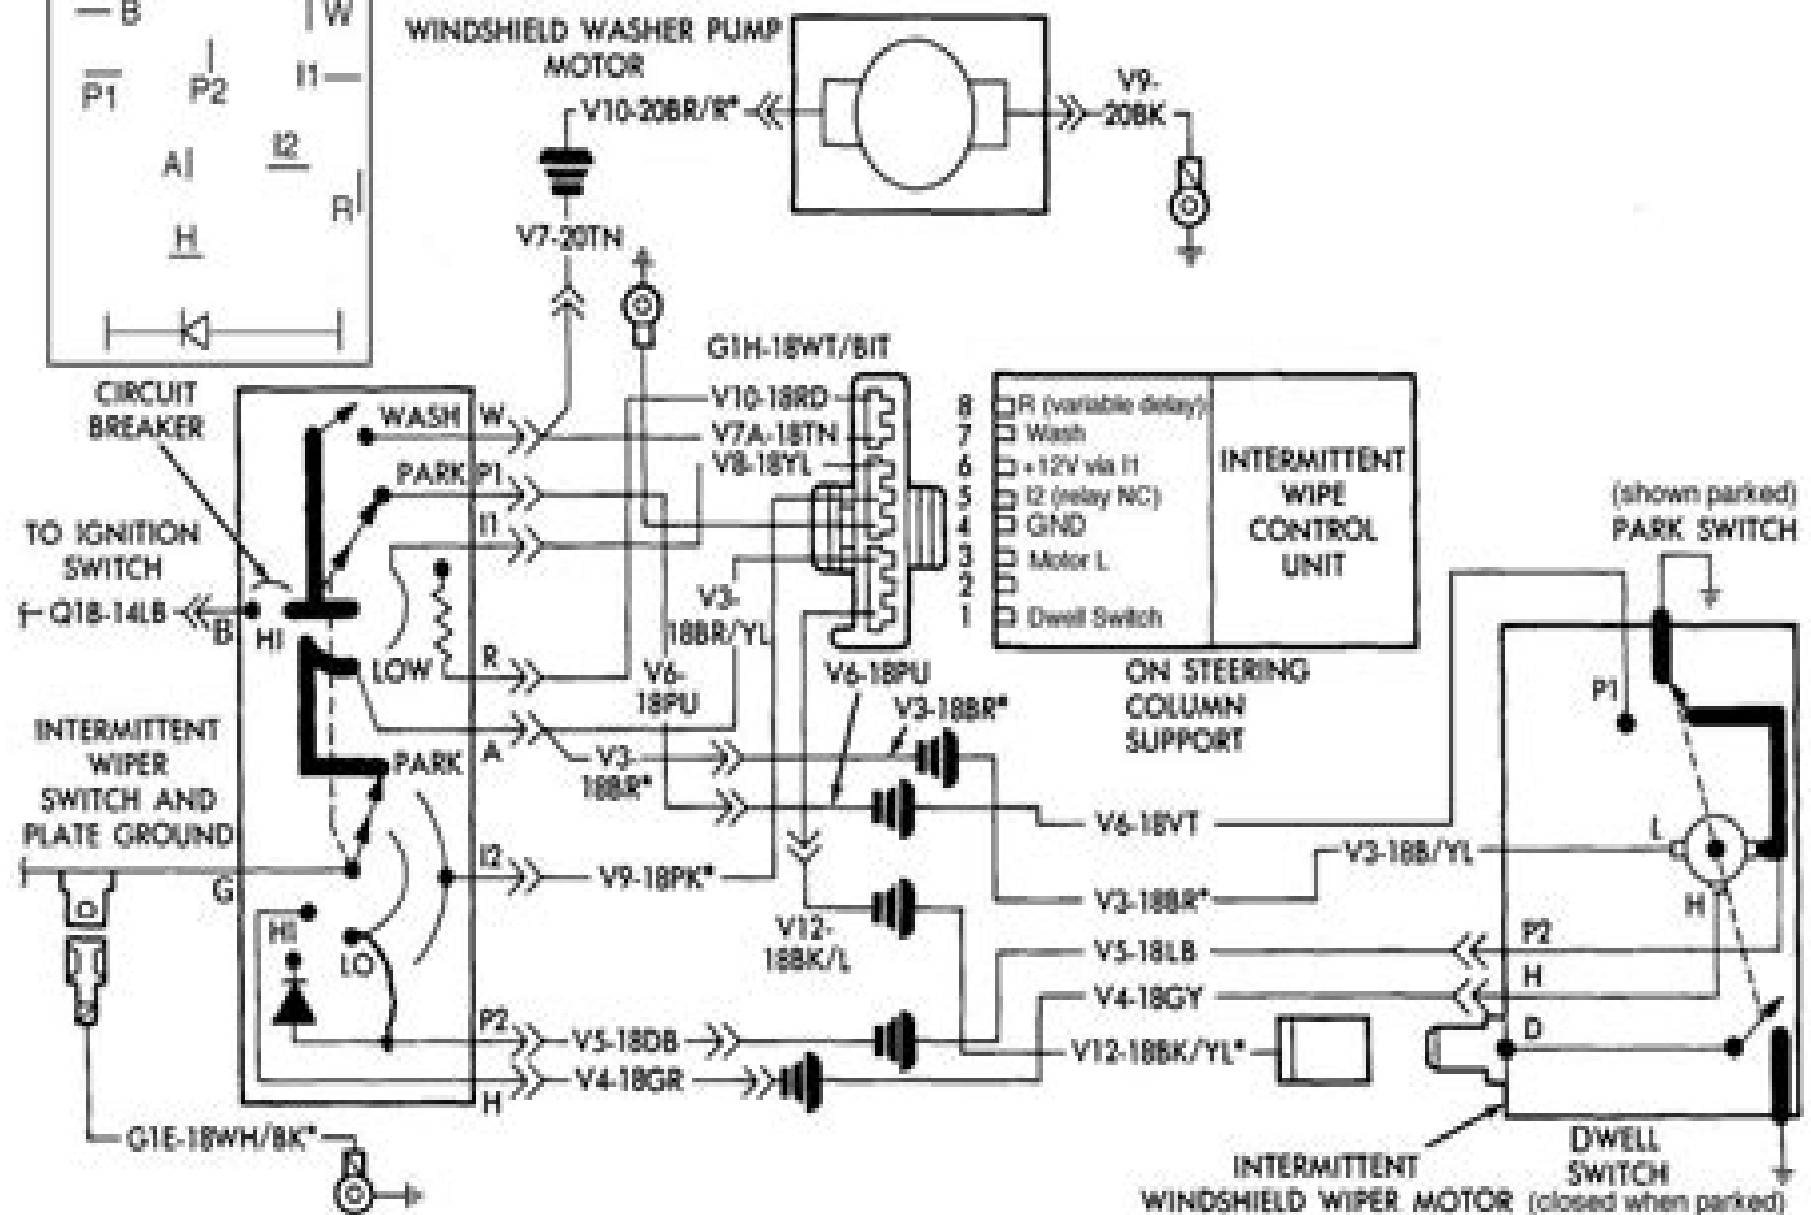 B
W
P1
P2
I1
A
I2
R
H
WINDSHIELD WASHER PUMP
MOTOR
V10-20BR/R*
V9-
20BK
V7-20TN
G1H-18WT/BIT
CIRCUIT
BREAKER
WASH W
PARK P1
I1
TO IGNITION
SWITCH
Q1B-14LB
B
HI
LOW
R
PARK
A
INTERMITTENT
WIPER
SWITCH AND
PLATE GROUND
G
I2
HI
LO
P2
H
G1E-18WH/BK*
V10-18RD
V7A-18TN
V8-18YL
V3-
18BR/YL
V6-
18PU
V6-18PU
V3-18BR*
V3-
18BR*
V9-18PK*
V12-
18BK/L
V5-18DB
V4-18GR
8 R (variable delay)
7 Wash
6 +12V via I1
5 I2 (relay NC)
4 GND
3 Motor L
2
1 Dwell Switch
INTERMITTENT
WIPE
CONTROL
UNIT
ON STEERING
COLUMN
SUPPORT
V6-18VT
V3-18B/YL
V3-18BR*
V5-18LB
V4-18GY
V12-18BK/YL*
(shown parked)
PARK SWITCH
P1
L
H
P2
H
D
DWELL
SWITCH
(closed when parked)
INTERMITTENT
WINDSHIELD WIPER MOTOR